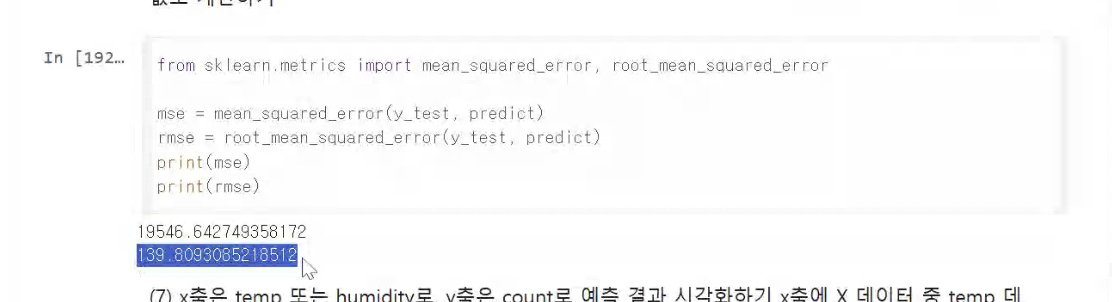 In [192…
from sklearn.metrics import mean_squared_error, root_mean_squared_error
mse = mean_squared_error(y_test, predict)
rmse = root_mean_squared_error(y_test, predict)
print(mse)
print(rmse)
19546.642749358172
139.8093085218512
(7) x축은 temp 또는 humidity로, y축은 count로 예측 결과 시각화하기 x축에 X 데이터 중 temp 데